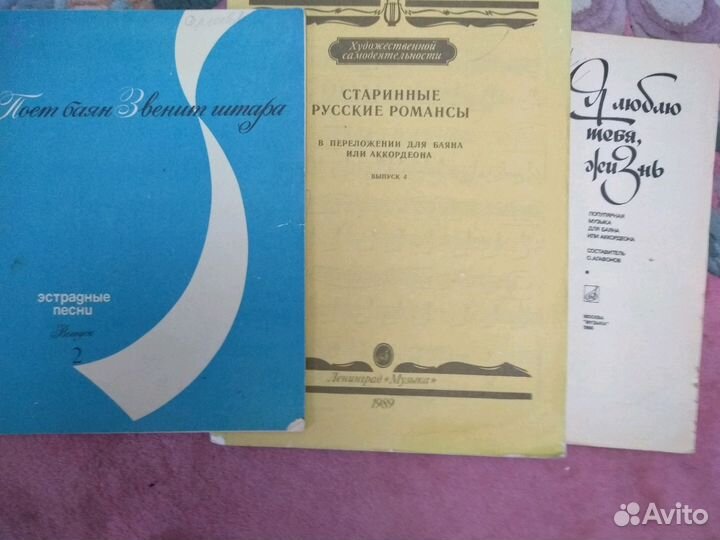 Поет баян Звенит гитара
эстрадные
песни
Выпуск
2
Художественной
самодеятельности
СТАРИННЫЕ
РУССКИЕ РОМАНСЫ
В ПЕРЕЛОЖЕНИИ ДЛЯ БАЯНА
ИЛИ АККОРДЕОНА
ВЫПУСК 4
Ленинград «Музыка»
1989
Я люблю
тебя,
жизнь
ПОПУЛЯРНАЯ
МУЗЫКА
ДЛЯ БАЯНА
ИЛИ АККОРДЕОНА
СОСТАВИТЕЛЬ
О.АГАФОНОВ
МОСКВА
"МУЗЫКА"
Avito